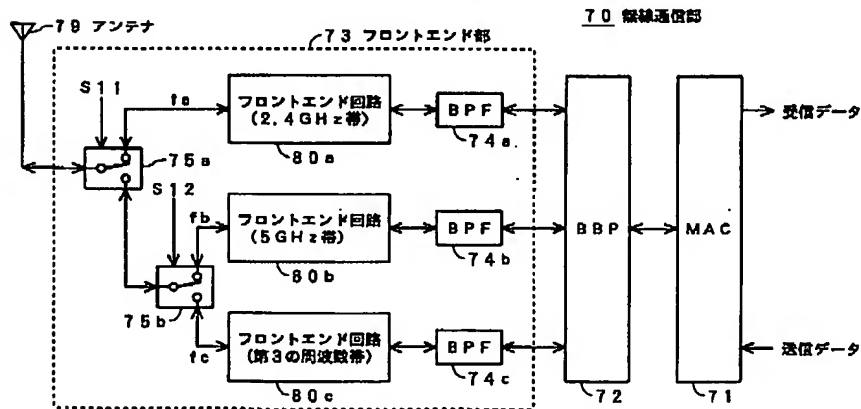 79 アンテナ
73 フロントエンド部
70 無線通信部
S11
fa
フロントエンド回路
(2.4GHz帯)
BPF
受信データ
75a
80a
74a
S12
fb
フロントエンド回路
(5GHz帯)
BPF
BBP
MAC
80b
74b
75b
fc
フロントエンド回路
(第3の周波数帯)
BPF
送信データ
80c
74c
72
71